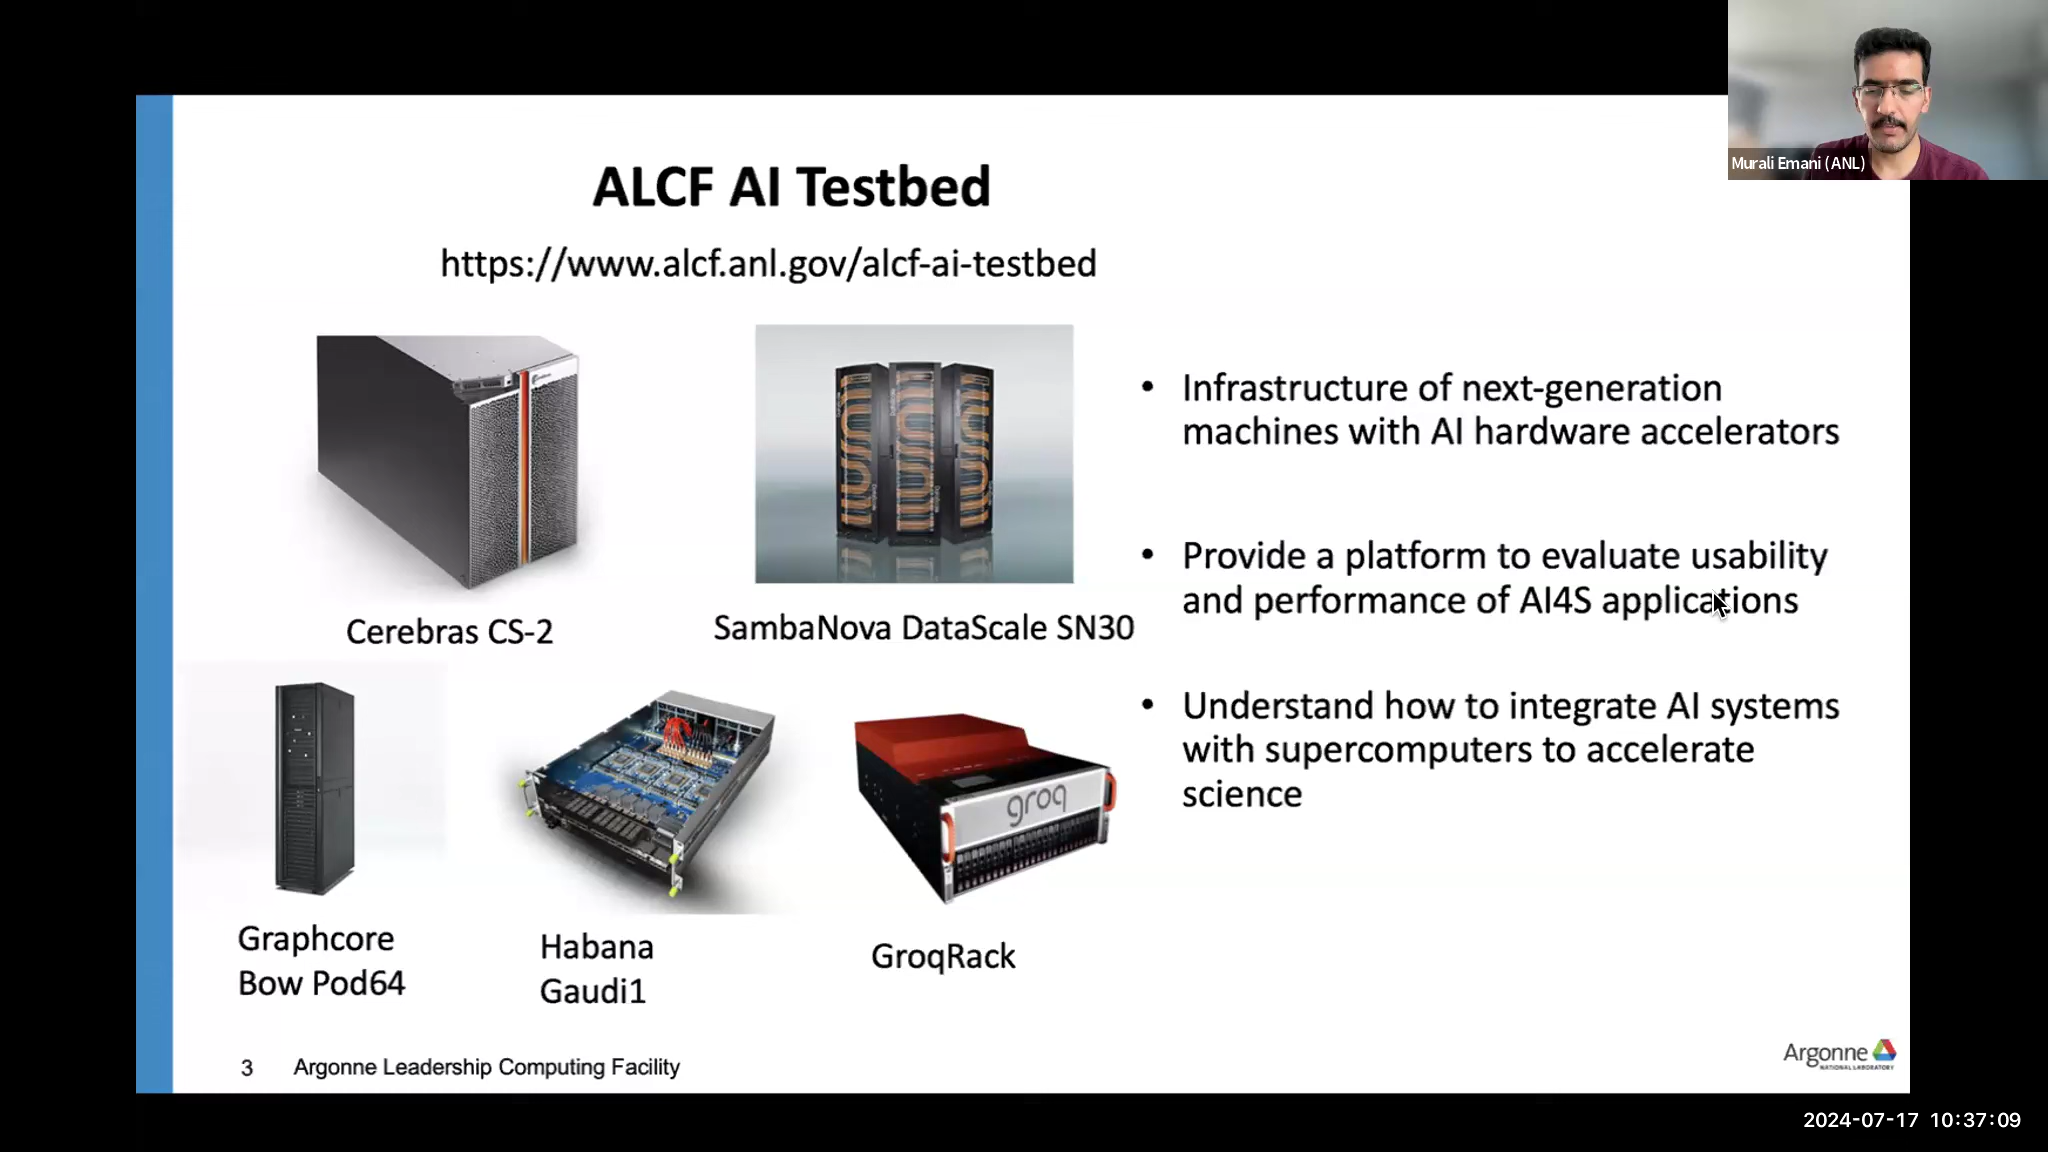 Murali Emani (ANL)
ALCF AI Testbed
https://www.alcf.anl.gov/alcf-ai-testbed
Cerebras CS-2
SambaNova DataScale SN30
groq
Graphcore
Bow Pod64
Habana
Gaudi1
GroqRack
• Infrastructure of next-generation
machines with AI hardware accelerators
• Provide a platform to evaluate usability
and performance of AI4S applications
• Understand how to integrate AI systems
with supercomputers to accelerate
science
3 Argonne Leadership Computing Facility
Argonne
NATIONAL LABORATORY
2024-07-17 10:37:09